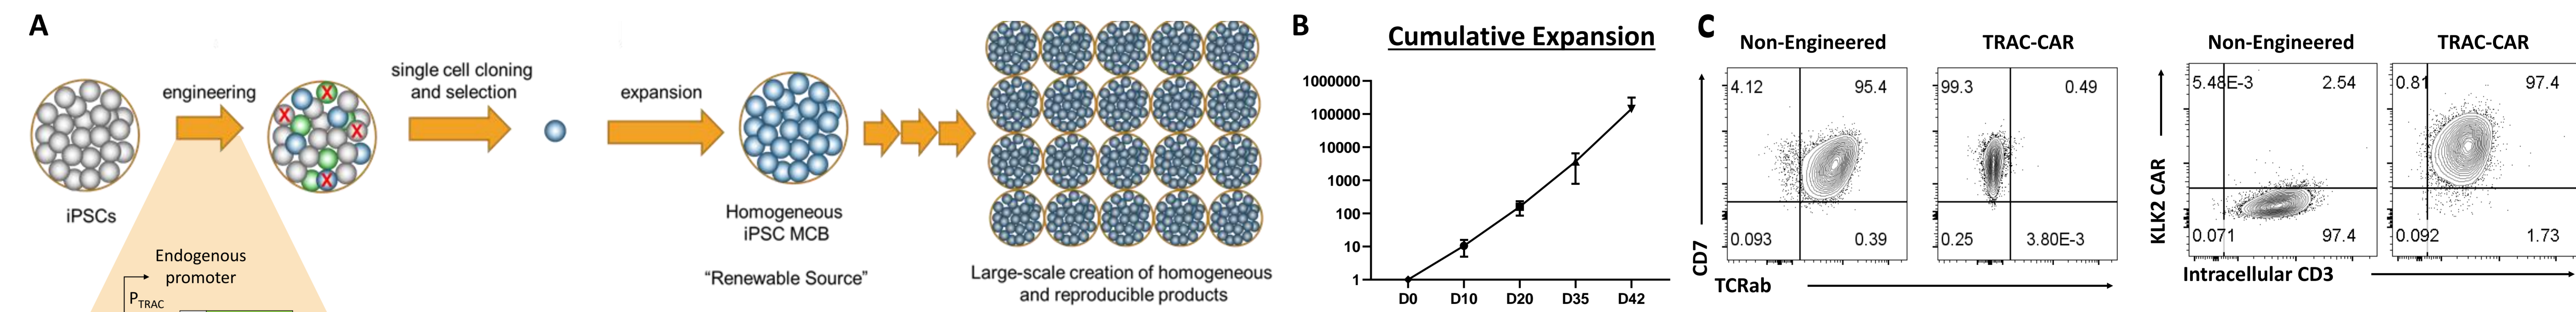 A
engineering
single cell cloning
and selection
expansion
X
X
X
X
iPSCs
Homogeneous
iPSC MCB
"Renewable Source"
Large-scale creation of homogeneous
and reproducible products
Endogenous
promoter
PTRAC
B
Cumulative Expansion
1000000
100000
10000
1000
100
10
1
D0 D10 D20 D35 D42
C
Non-Engineered TRAC-CAR
4.12 95.4
0.093 0.39
99.3 0.49
0.25 3.80E-3
CD7
TCRab
Non-Engineered TRAC-CAR
5.48E-3 2.54
0.071 97.4
0.81 97.4
0.092 1.73
KLK2 CAR
Intracellular CD3